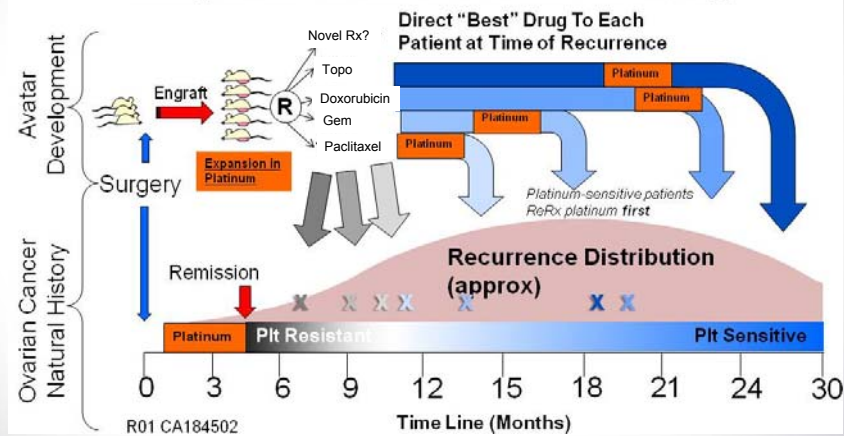 Direct “Best” Drug To Each
Patient at Time of Recurrence
Novel Rx?
Topo
Doxorubicin
Gem
Paclitaxel
R
Engraft
Avatar
Development
Expansion in
Platinum
Platinum
Platinum
Platinum
Platinum
Surgery
Platinum-sensitive patients
ReRx platinum first
Recurrence Distribution
(approx)
Remission
X X X X X X X
Ovarian Cancer
Natural History
Platinum
Plt Resistant
Plt Sensitive
0 3 6 9 12 15 18 21 24 30
R01 CA184502
Time Line (Months)